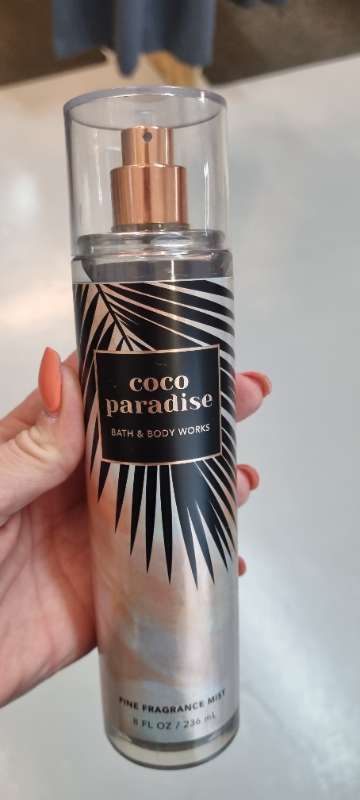 coco
paradise
BATH & BODY WORKS
FINE FRAGRANCE MIST
8 FL OZ / 236 mL